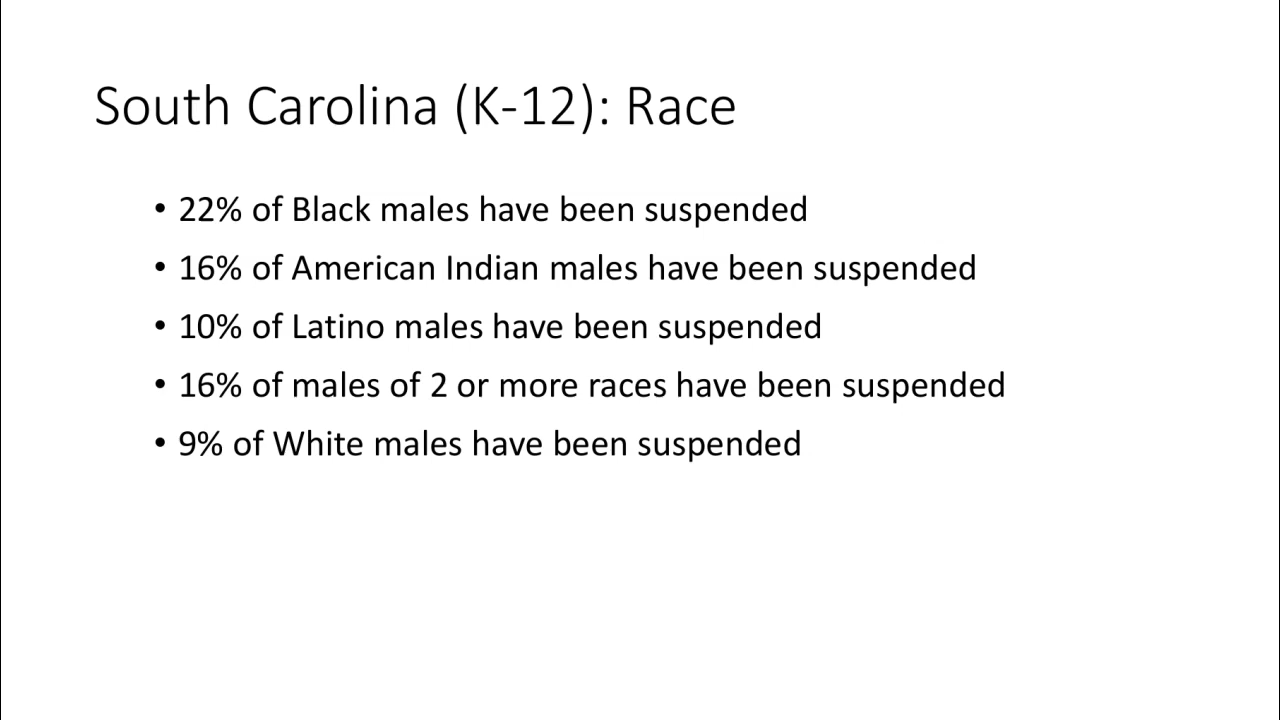 South Carolina (K-12): Race
• 22% of Black males have been suspended
• 16% of American Indian males have been suspended
• 10% of Latino males have been suspended
• 16% of males of 2 or more races have been suspended
• 9% of White males have been suspended